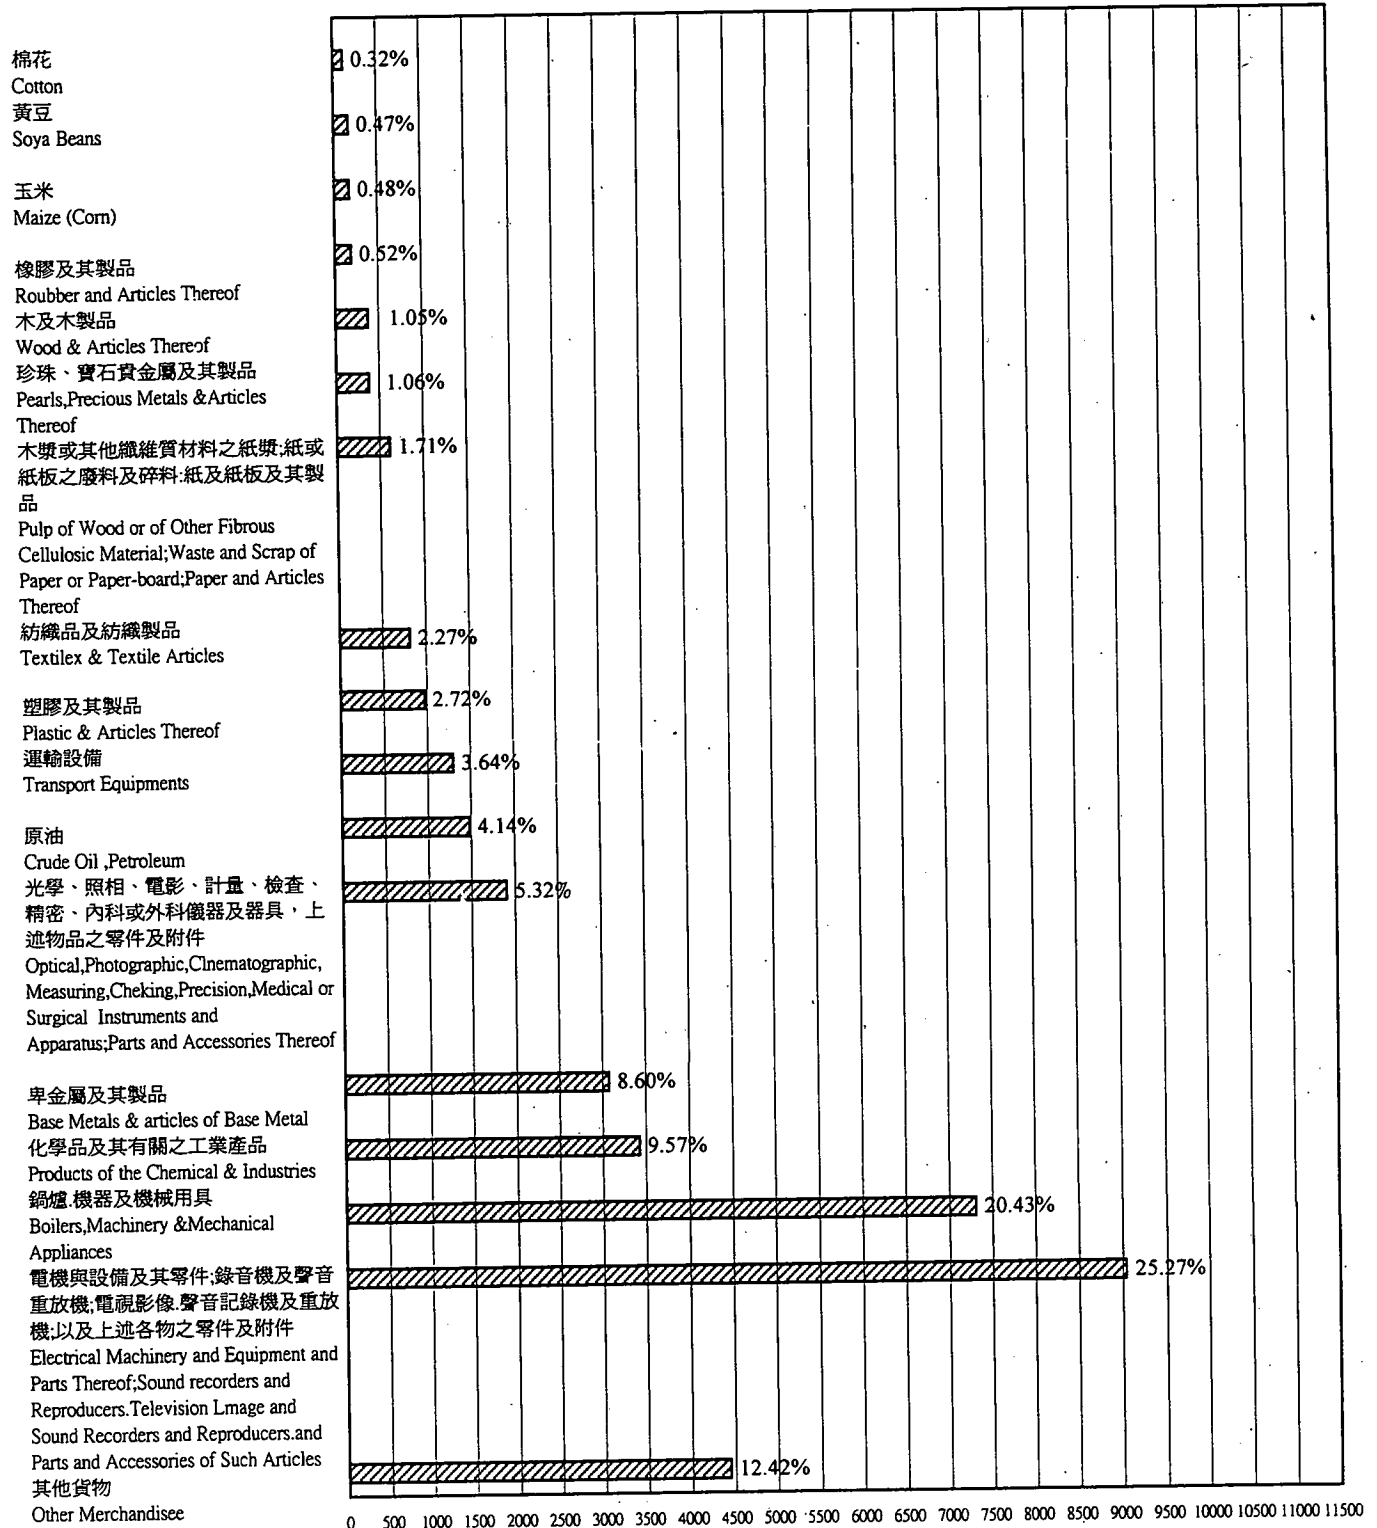 棉花
0.32%
Cotton
黃豆
0.47%
Soya Beans
玉米
0.48%
Maize (Corn)
0.52%
橡膠及其製品
Roubber and Articles Thereof
木及木製品
1.05%
Wood & Articles Thereof
珍珠、寶石貴金屬及其製品
1.06%
Pearls,Precious Metals &Articles
Thereof
木漿或其他纖維質材料之紙漿;紙或
1.71%
紙板之廢料及碎料:紙及紙板及其製
品
Pulp of Wood or of Other Fibrous
Cellulosic Material;Waste and Scrap of
Paper or Paper-board;Paper and Articles
Thereof
紡織品及紡織製品
2.27%
Textilex & Textile Articles
塑膠及其製品
2.72%
Plastic & Articles Thereof
運輸設備
3.64%
Transport Equipments
原油
4.14%
Crude Oil ,Petroleum
光學、照相、電影、計量、檢查、
5.32%
精密、內科或外科儀器及器具，上
述物品之零件及附件
Optical,Photographic,Clnematographic,
Measuring,Cheking,Precision,Medical or
Surgical Instruments and
Apparatus;Parts and Accessories Thereof
卑金屬及其製品
8.60%
Base Metals & articles of Base Metal
化學品及其有關之工業產品
9.57%
Products of the Chemical & Industries
鍋爐.機器及機械用具
20.43%
Boilers,Machinery &Mechanical
Appliances
電機與設備及其零件;錄音機及聲音
25.27%
重放機;電視影像.聲音記錄機及重放
機;以及上述各物之零件及附件
Electrical Machinery and Equipment and
Parts Thereof;Sound recorders and
Reproducers.Television Lmage and
Sound Recorders and Reproducers.and
Parts and Accessories of Such Articles
12.42%
其他貨物
Other Merchandisee
0 500 1000 1500 2000 2500 3000 3500 4000 4500 5000 5500 6000 6500 7000 7500 8000 8500 9000 9500 10000 10500 11000 11500